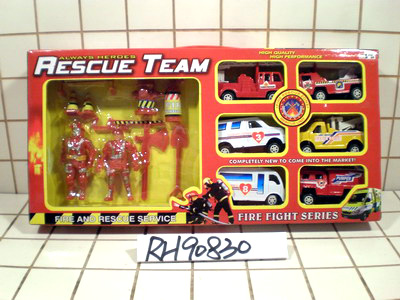 ALWAYS HEROES
RESCUE TEAM
HIGH QUALITY
HIGH PERFORMANCE
COMPLETELY NEW TO COME INTO THE MARKET!
FIRE AND RESCUE SERVICE
FIRE FIGHT SERIES
RH90830